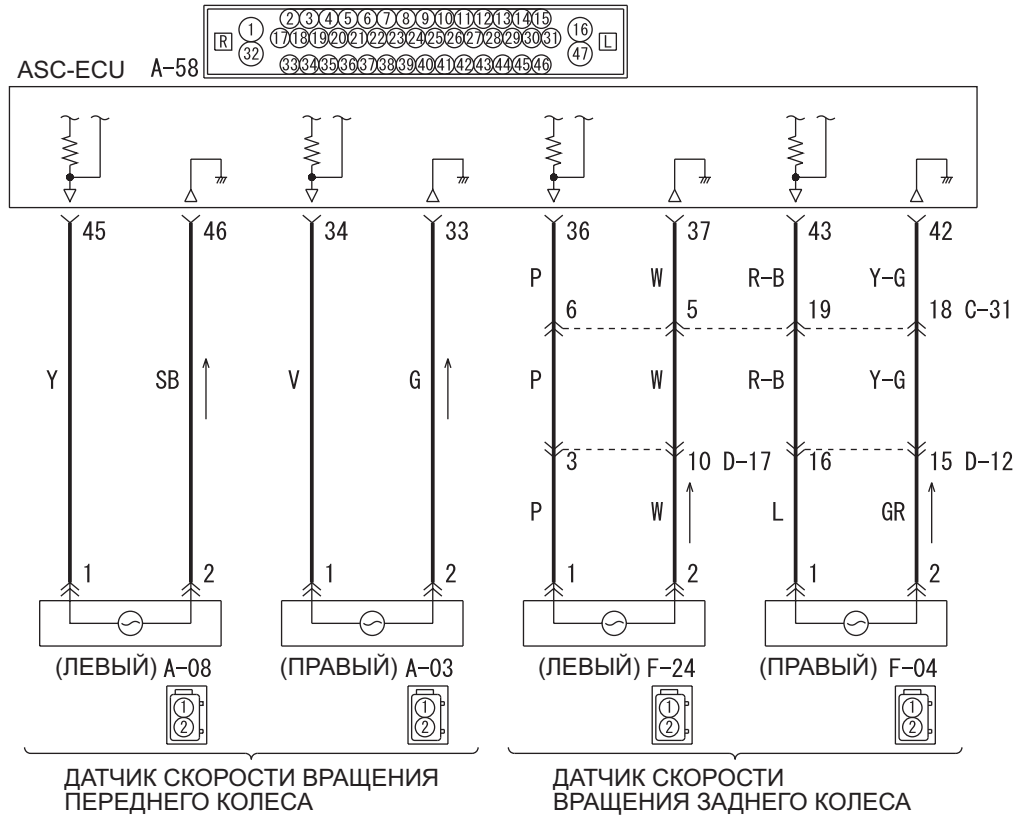 2 3 4 5 6 7 8 9 10 11 12 13 14 15
R 1 17 18 19 20 21 22 23 24 25 26 27 28 29 30 31 16 L
32 33 34 35 36 37 38 39 40 41 42 43 44 45 46 47
ASC-ECU A-58
45 46 34 33 36 37 43 42
P W R-B Y-G
6 5 19 18 C-31
Y SB V G P W R-B Y-G
3 10 D-17 16 15 D-12
P W L GR
1 2 1 2 1 2 1 2
(ЛЕВЫЙ) A-08 (ПРАВЫЙ) A-03 (ЛЕВЫЙ) F-24 (ПРАВЫЙ) F-04
1 1 1 1
2 2 2 2
ДАТЧИК СКОРОСТИ ВРАЩЕНИЯ
ПЕРЕДНЕГО КОЛЕСА
ДАТЧИК СКОРОСТИ
ВРАЩЕНИЯ ЗАДНЕГО КОЛЕСА